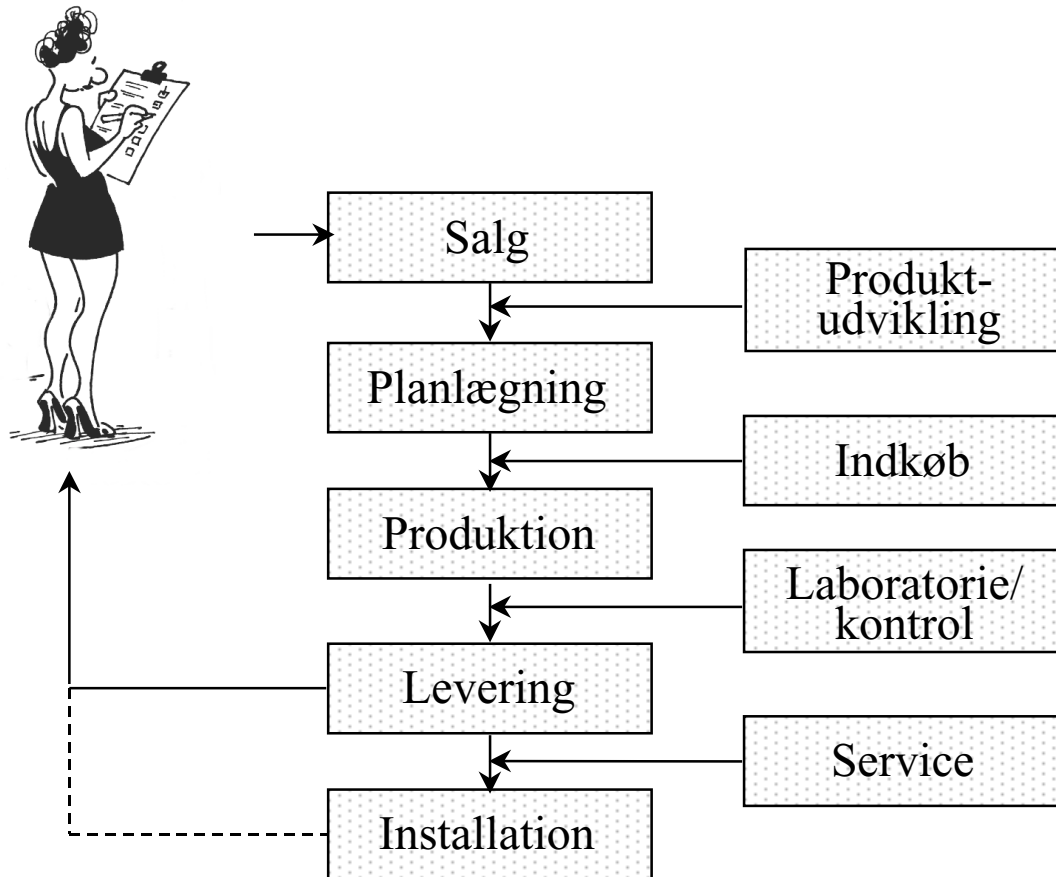 Salg
Produkt-
udvikling
Planlægning
Indkøb
Produktion
Laboratorie/
kontrol
Levering
Service
Installation